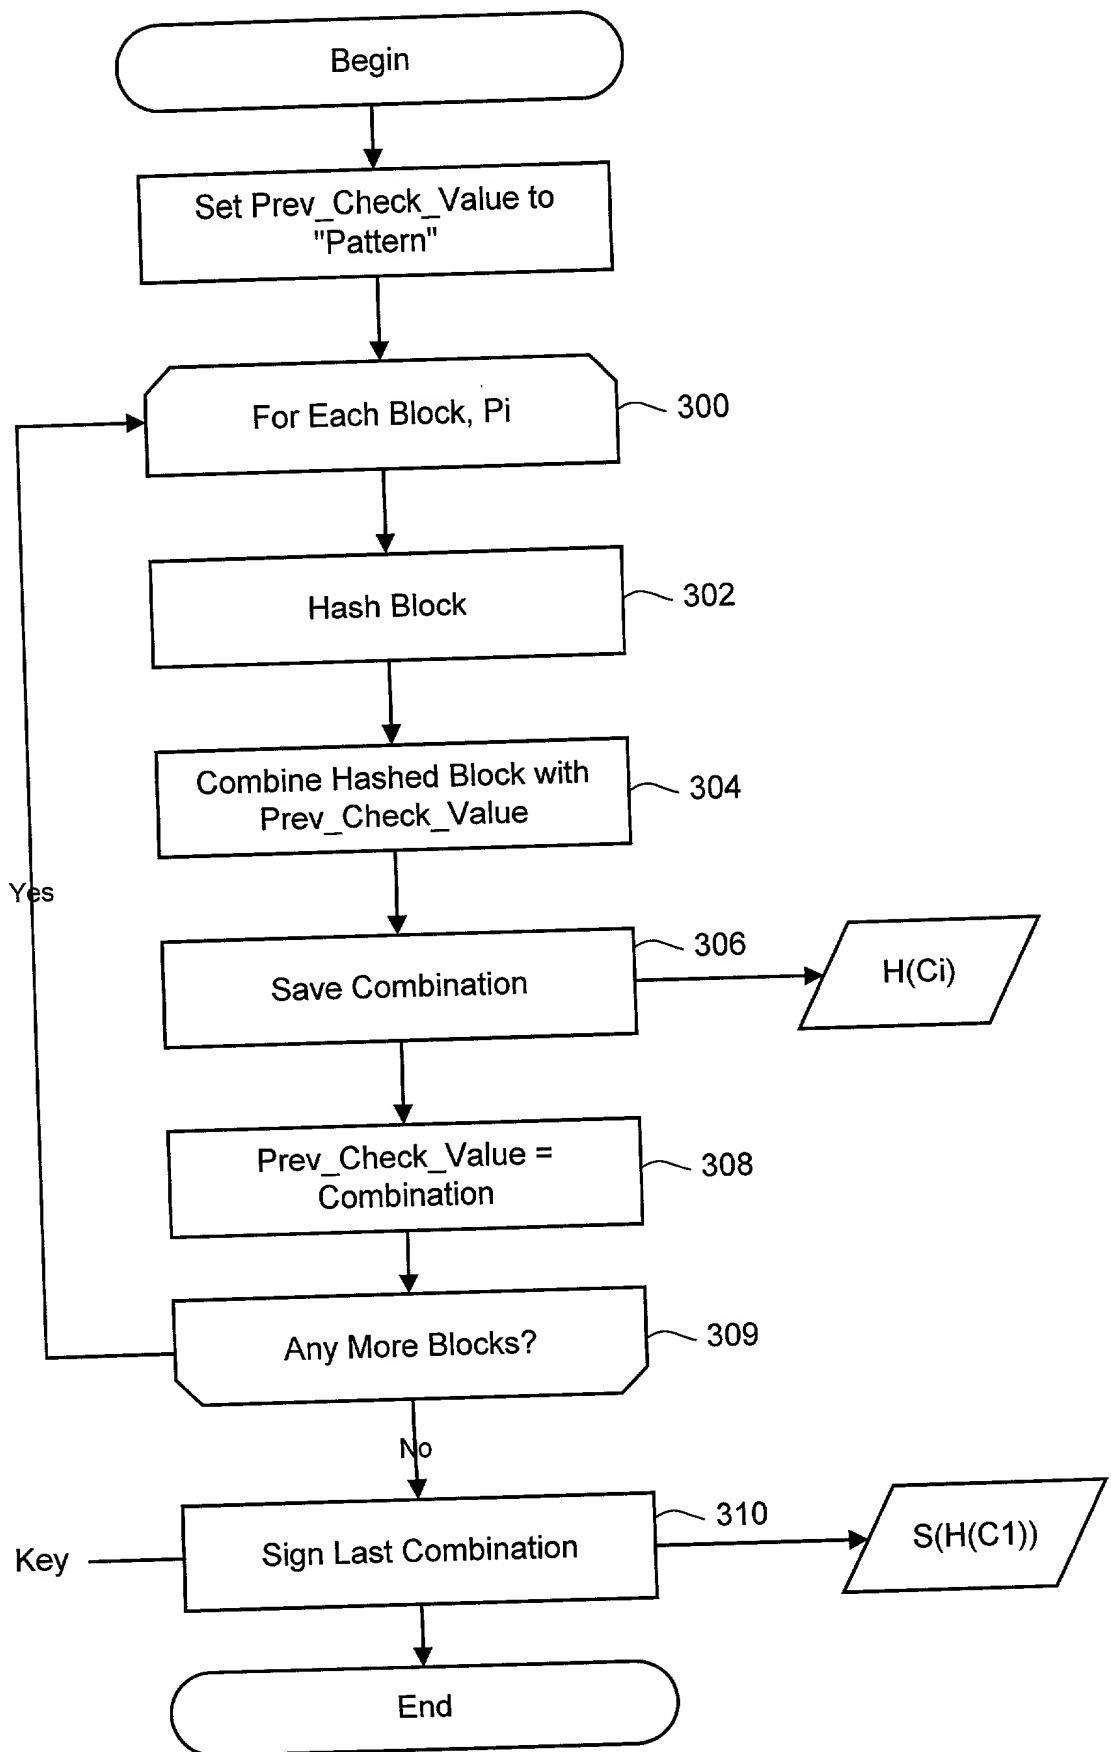 Begin
Set Prev_Check_Value to
"Pattern"
For Each Block, Pi
300
Hash Block
302
Combine Hashed Block with
Prev_Check_Value
304
Yes
Save Combination
306
H(Ci)
Prev_Check_Value =
Combination
308
Any More Blocks?
309
No
Key
Sign Last Combination
310
S(H(C1))
End